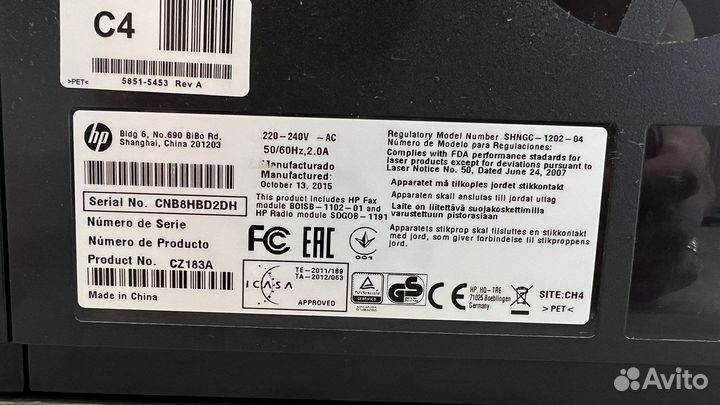 C4
>PET<
5851-5453 Rev A
hp
Bldg 6, No.690 BiBo Rd.
Shanghai, China 201203
Serial No. CNB8HBD2DH
Número de Serie
Número de Producto
Product No. CZ183A
Made in China
220-240V ~ AC
50/60Hz,2.0A
Manufacturado
Manufactured:
October 13, 2015
This product includes HP Fax
module BOISB-1102-01 and
HP Radio module SDGOB-1191
FC
EAC
001
ICASA
TE-2011/189
TA-2012/063
APPROVED
Regulatory Model Number SHNGC-1202-04
Número de Modelo para Regulaciones:
Complies with FDA performance stadards for
laser products except for deviations pursuant to
Laser Notice No. 50, Dated June 24, 2007
Apparatet må tilkoples jordet stikkontakt
Apparaten skall anslutas till jordat uttag
Laite on liitettävä suojakoskettimilla
varustettuun pistorasiaan
Apparatets stikprop skal tilsluttes en stikkontakt
med jord, som giver forbindelse til stikproppens
jord.
GS
HP, HQ-TRE
71025 Boeblingen
Germany
SITE:CH4
>PET<
Avito